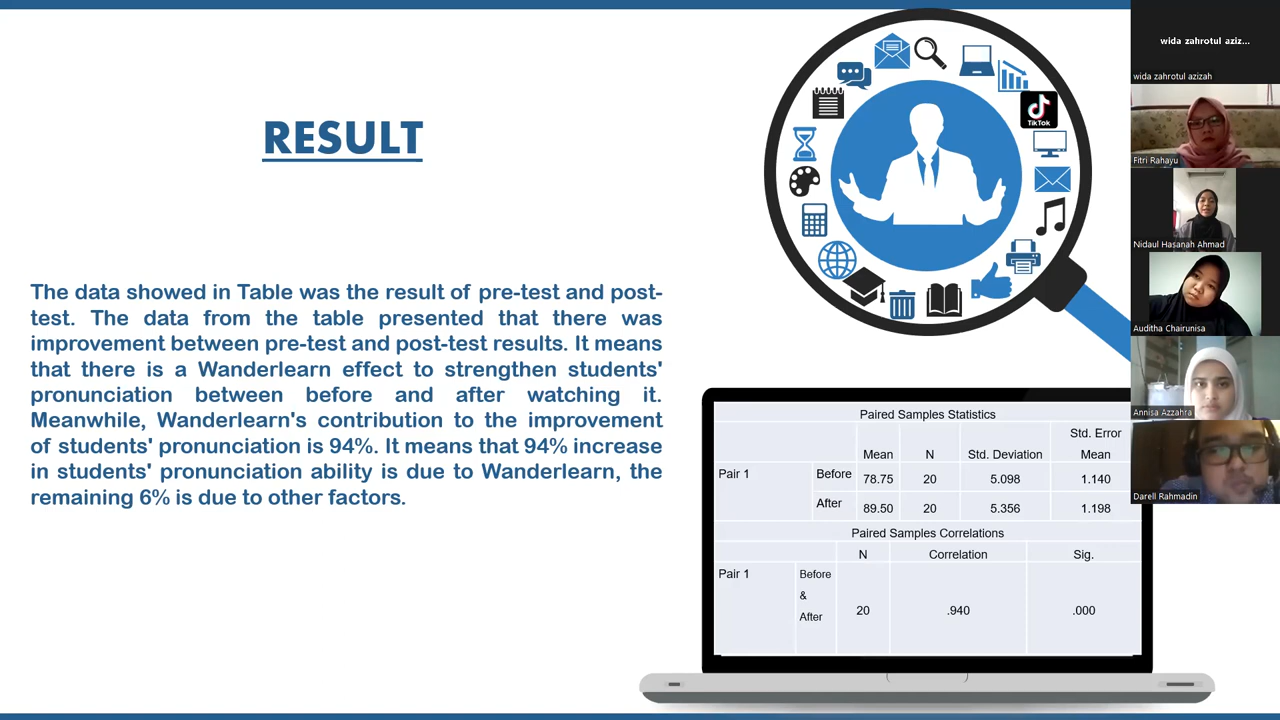 RESULT
The data showed in Table was the result of pre-test and post-
test. The data from the table presented that there was
improvement between pre-test and post-test results. It means
that there is a Wanderlearn effect to strengthen students'
pronunciation between before and after watching it.
Meanwhile, Wanderlearn's contribution to the improvement
of students' pronunciation is 94%. It means that 94% increase
in students' pronunciation ability is due to Wanderlearn, the
remaining 6% is due to other factors.
TikTok
Paired Samples Statistics
Mean N Std. Deviation Std. Error Mean
Pair 1 Before 78.75 20 5.098 1.140
After 89.50 20 5.356 1.198
Paired Samples Correlations
N Correlation Sig.
Pair 1 Before & After 20 .940 .000
wida zahrotul aziz...
wida zahrotul azizah
Fitri Rahayu
Nidaul Hasanah Ahmad
Auditha Chairunisa
Annisa Azzahra
Darell Rahmadin